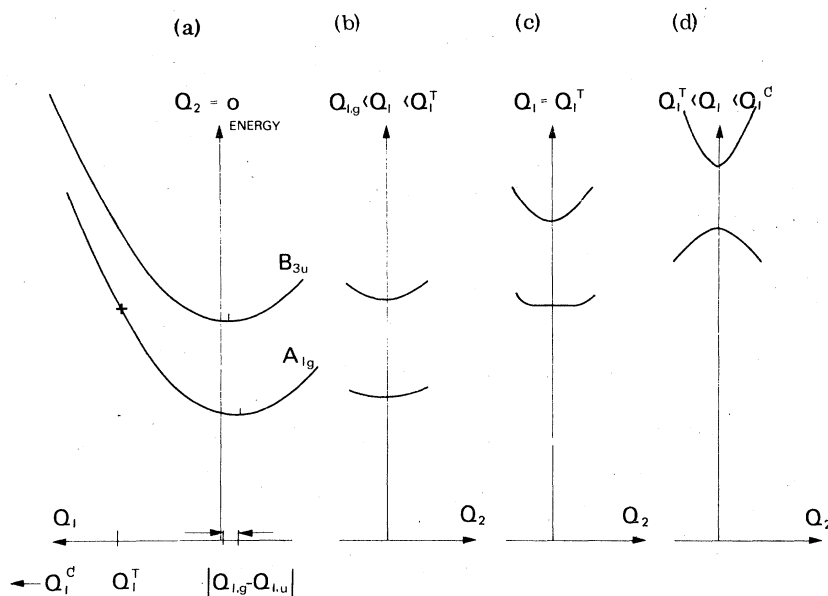 (a) (b) (c) (d)
Q₂ = o Q₁,g < Q₁ < Q₁ᵀ Q₁ = Q₁ᵀ Q₁ᵀ < Q₁ < Q₁ᶜ
ENERGY
B₃ᵤ
A₁g
Q₁ Q₂ Q₂ Q₂
Q₁ᶜ Q₁ᵀ |Q₁,g-Q₁,u|